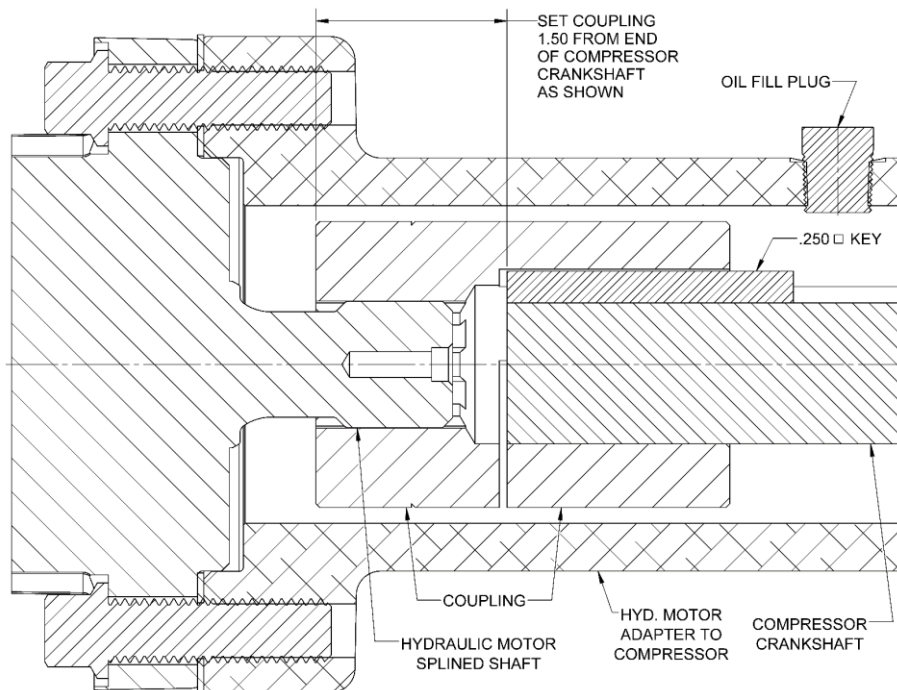 SET COUPLING
1.50 FROM END
OF COMPRESSOR
CRANKSHAFT
AS SHOWN
OIL FILL PLUG
.250 □ KEY
COUPLING
HYDRAULIC MOTOR
SPLINED SHAFT
HYD. MOTOR
ADAPTER TO
COMPRESSOR
COMPRESSOR
CRANKSHAFT